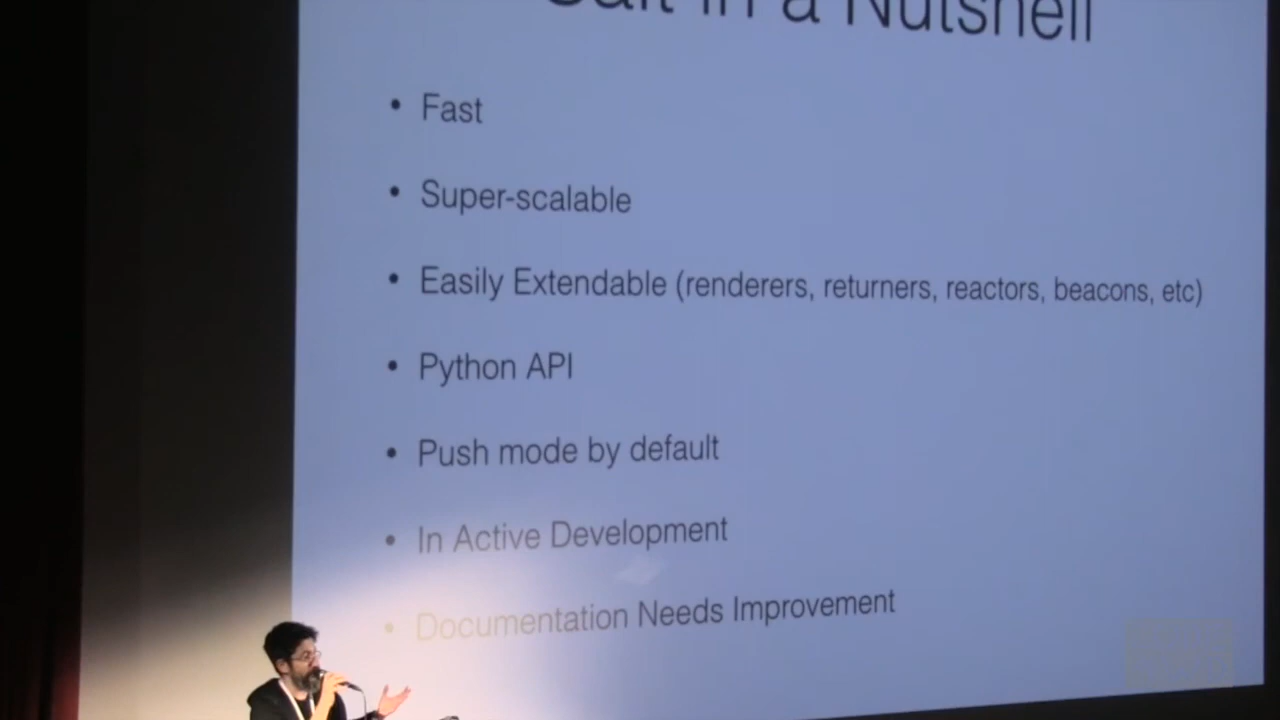 Salt in a Nutshell
• Fast
• Super-scalable
• Easily Extendable (renderers, returners, reactors, beacons, etc)
• Python API
• Push mode by default
• In Active Development
• Documentation Needs Improvement